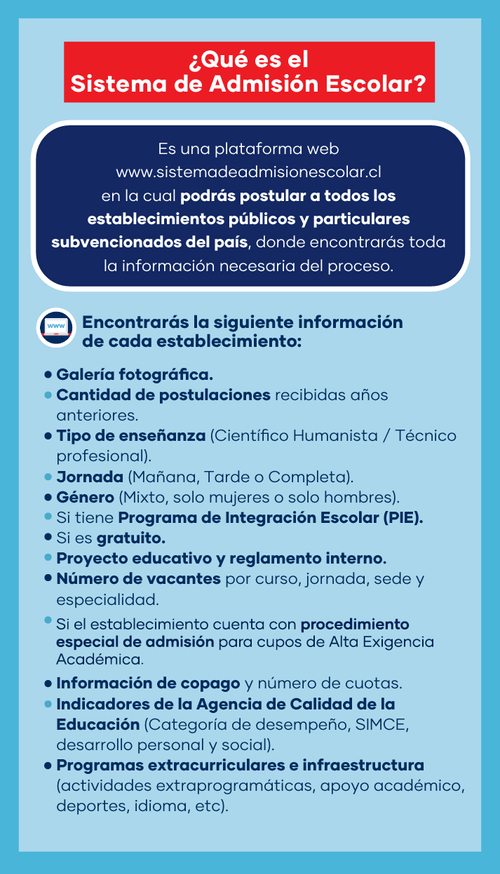 ¿Qué es el
Sistema de Admisión Escolar?
Es una plataforma web
www.sistemadeadmisionescolar.cl
en la cual podrás postular a todos los
establecimientos públicos y particulares
subvencionados del país, donde encontrarás toda
la información necesaria del proceso.
www
Encontrarás la siguiente información
de cada establecimiento:
• Galería fotográfica.
• Cantidad de postulaciones recibidas años
anteriores.
• Tipo de enseñanza (Científico Humanista / Técnico
profesional).
• Jornada (Mañana, Tarde o Completa).
• Género (Mixto, solo mujeres o solo hombres).
• Si tiene Programa de Integración Escolar (PIE).
• Si es gratuito.
• Proyecto educativo y reglamento interno.
• Número de vacantes por curso, jornada, sede y
especialidad.
• Si el establecimiento cuenta con procedimiento
especial de admisión para cupos de Alta Exigencia
Académica.
• Información de copago y número de cuotas.
• Indicadores de la Agencia de Calidad de la
Educación (Categoría de desempeño, SIMCE,
desarrollo personal y social).
• Programas extracurriculares e infraestructura
(actividades extraprogramáticas, apoyo académico,
deportes, idioma, etc).